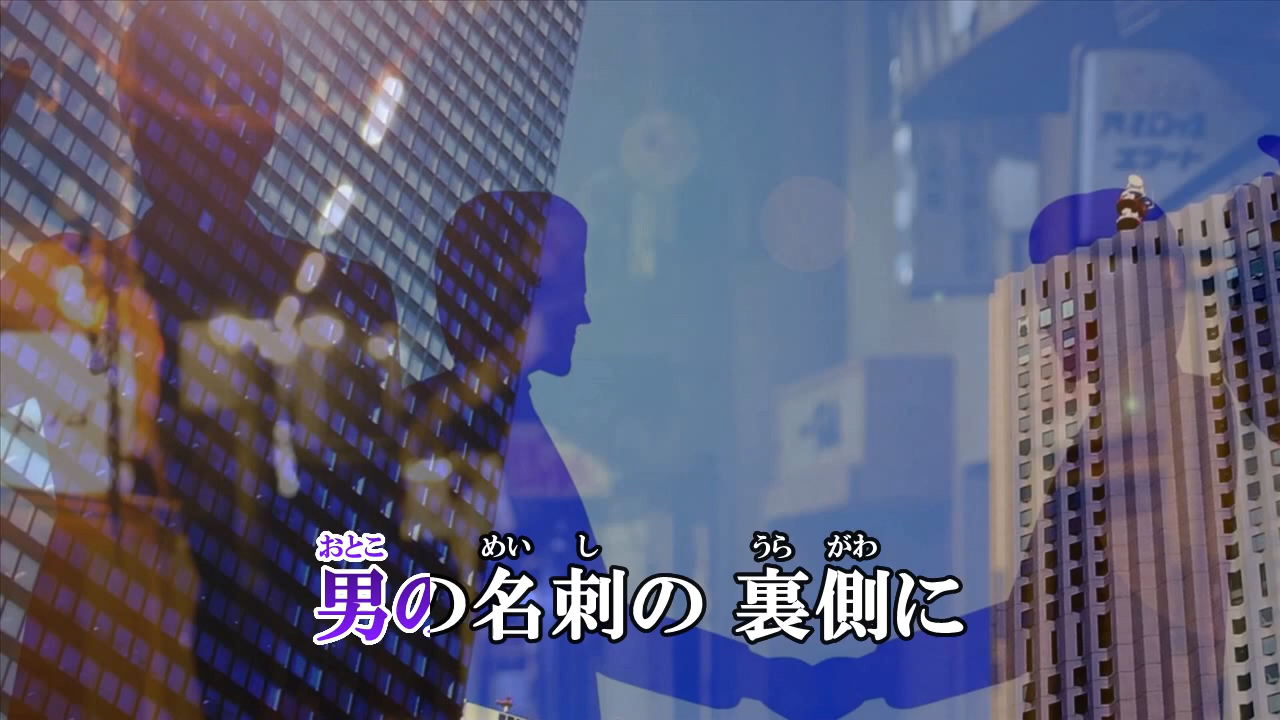 おとこ めいし うらがわ
男の名刺の 裏側に